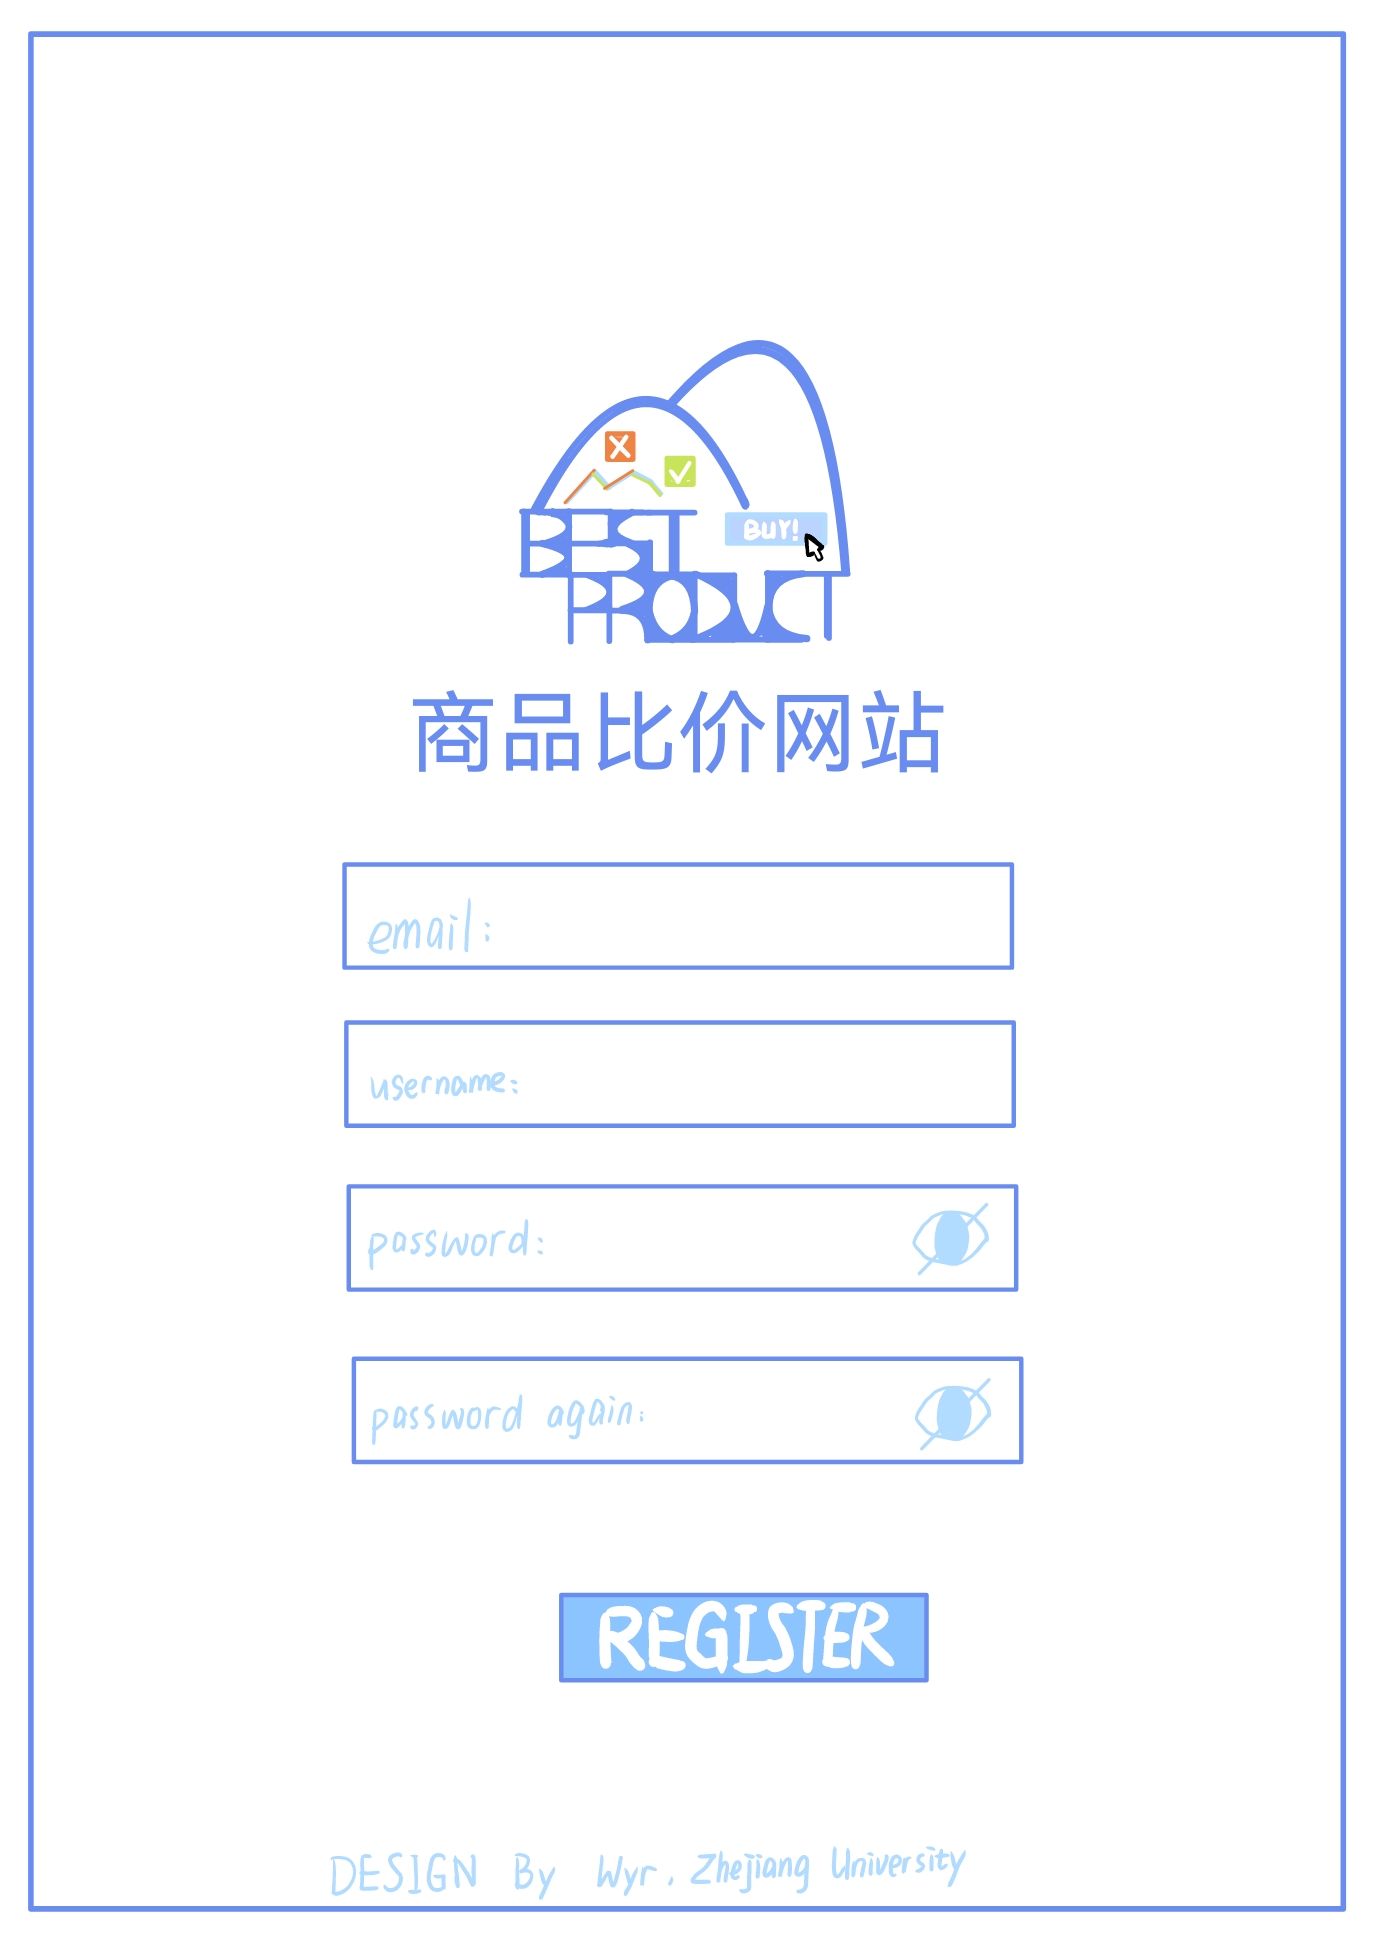 BUY!
BEST
PRODUCT
商品比价网站
email:
username:
password:
password again:
REGISTER
DESIGN By Wyr, Zhejiang University